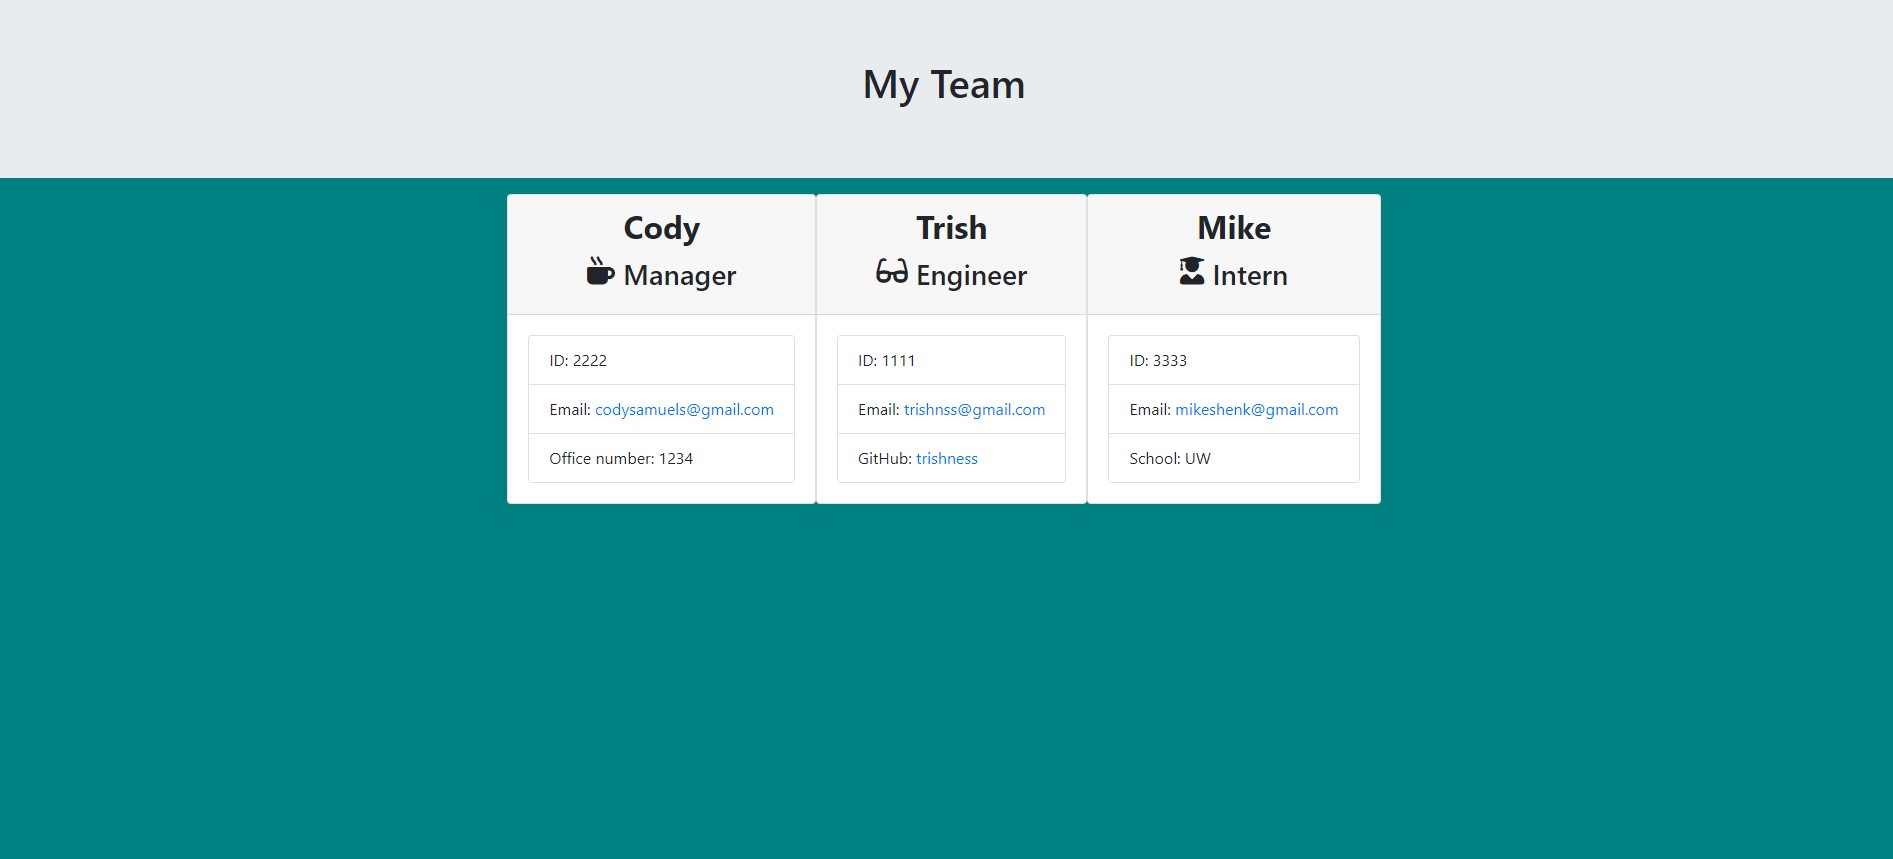 My Team
Cody
Manager
ID: 2222
Email: codysamuels@gmail.com
Office number: 1234
Trish
Engineer
ID: 1111
Email: trishnss@gmail.com
GitHub: trishness
Mike
Intern
ID: 3333
Email: mikeshenk@gmail.com
School: UW